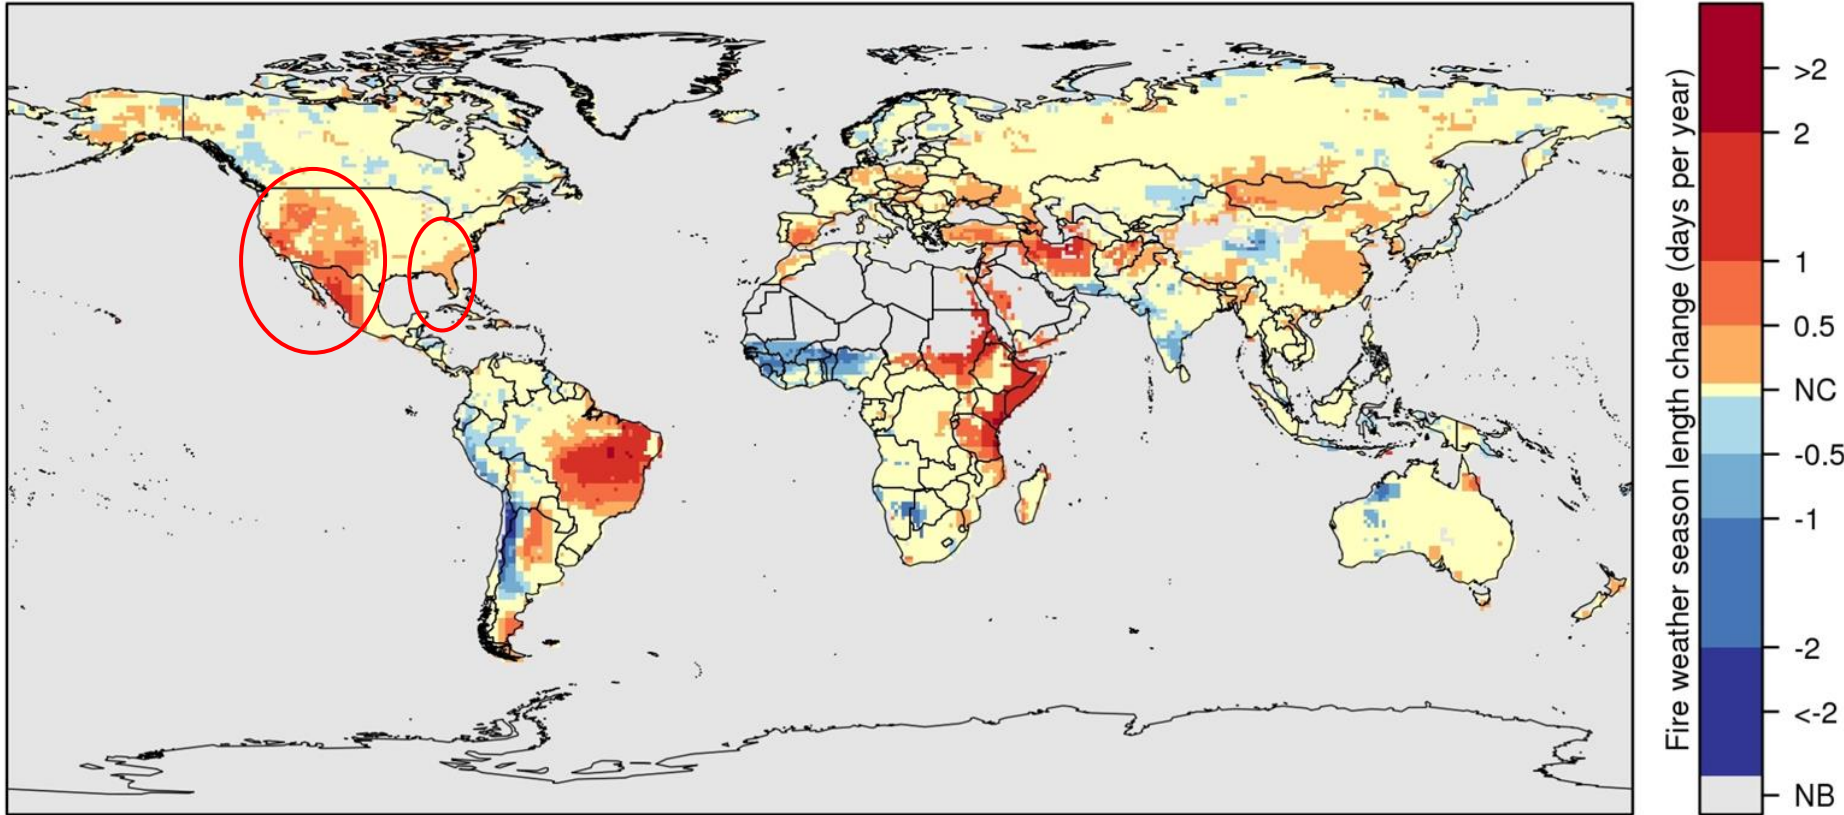 Fire weather season length change (days per year)
>2
2
1
0.5
NC
-0.5
-1
-2
<-2
NB